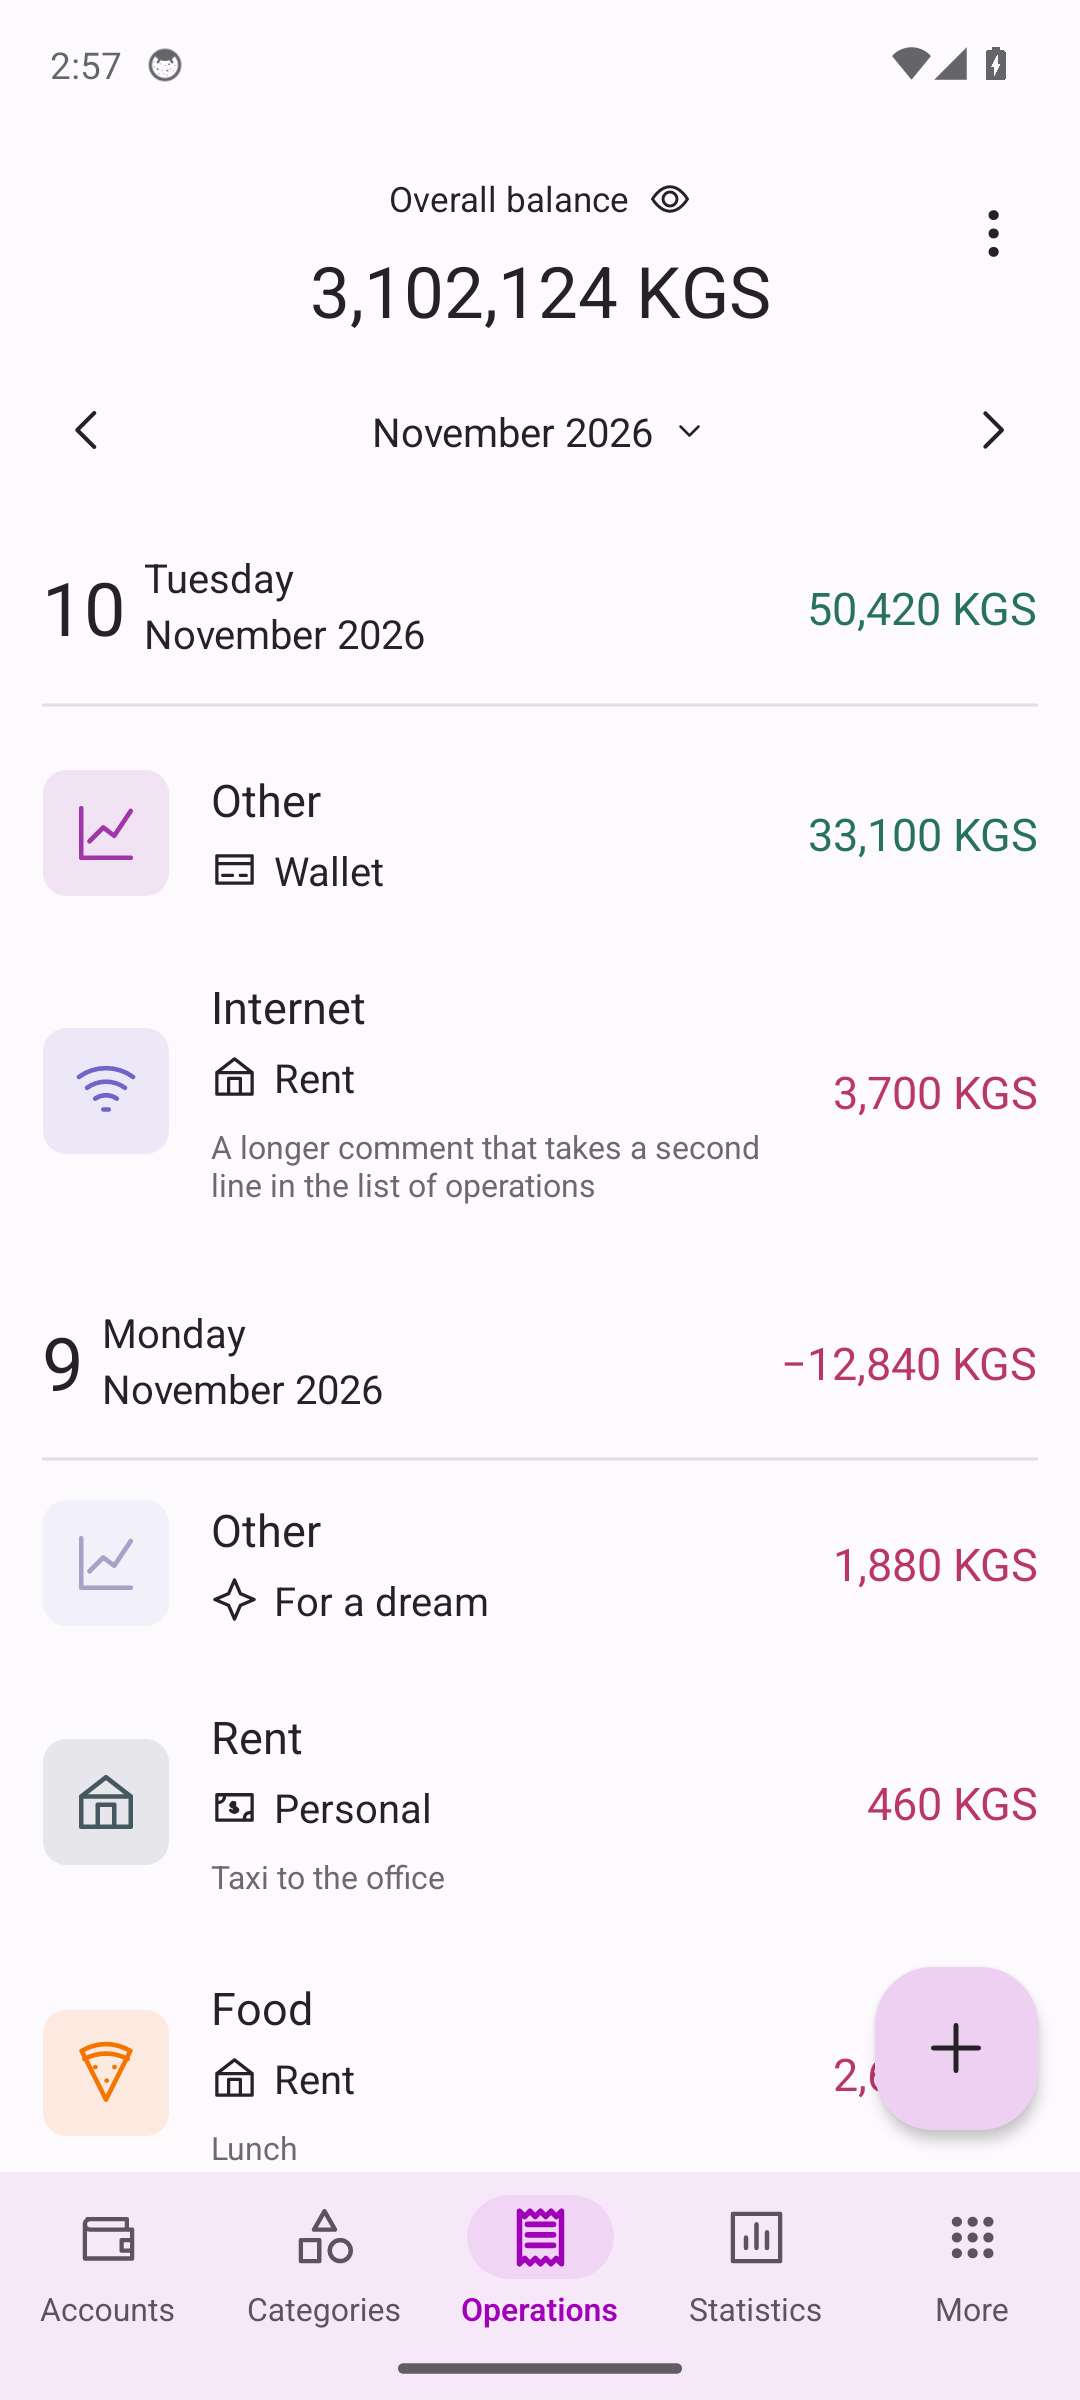 2:57
Overall balance
3,102,124 KGS
November 2026
10
Tuesday
November 2026
50,420 KGS
Other
Wallet
33,100 KGS
Internet
Rent
3,700 KGS
A longer comment that takes a second
line in the list of operations
9
Monday
November 2026
−12,840 KGS
Other
For a dream
1,880 KGS
Rent
Personal
460 KGS
Taxi to the office
Food
Rent
Lunch
Accounts
Categories
Operations
Statistics
More